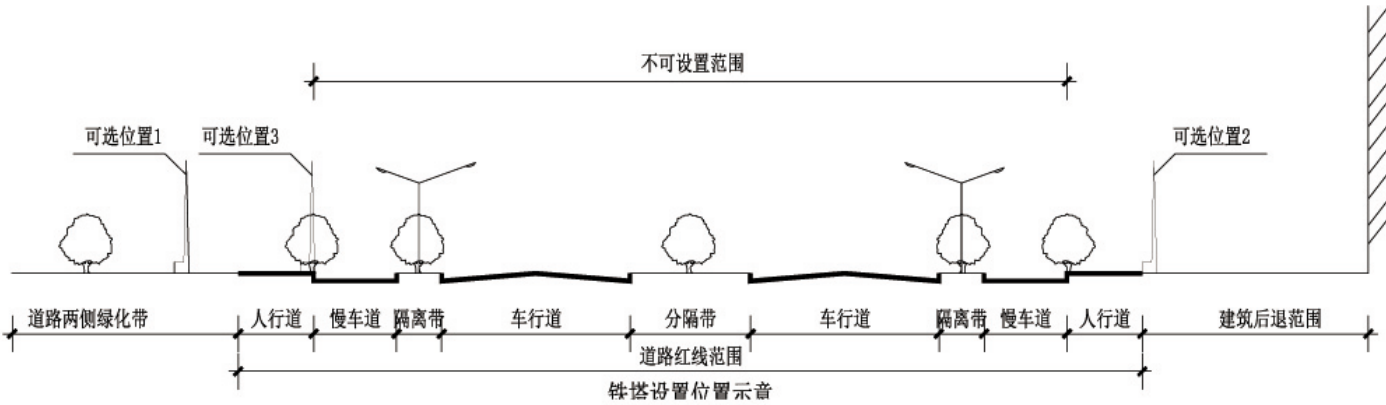 不可设置范围
可选位置1
可选位置3
可选位置2
道路两侧绿化带
人行道
慢车道
隔离带
车行道
分隔带
车行道
隔离带
慢车道
人行道
建筑后退范围
道路红线范围
铁塔设置位置示意